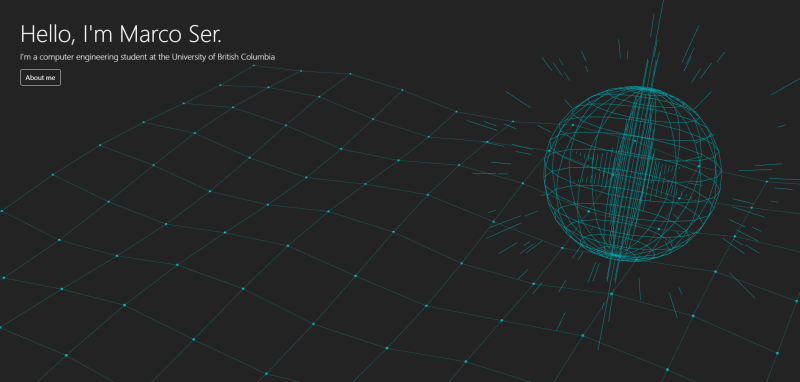 Hello, I'm Marco Ser.
I'm a computer engineering student at the University of British Columbia
About me